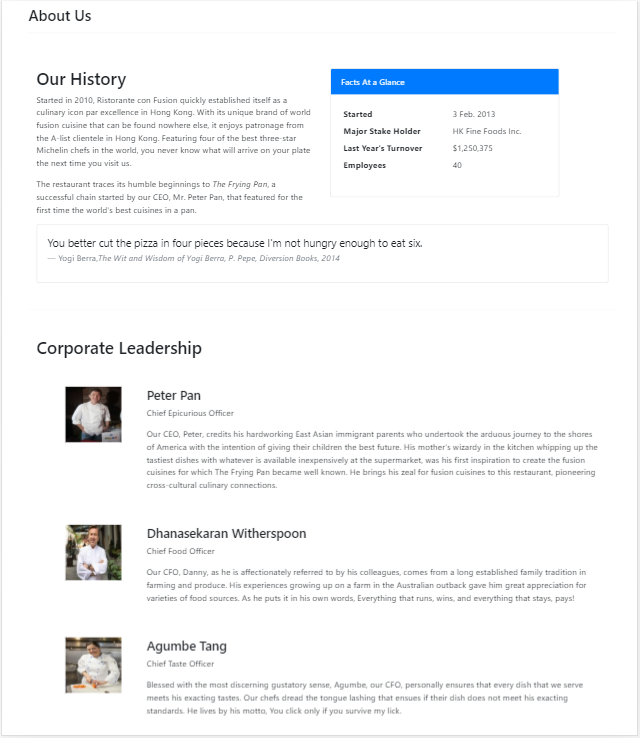 About Us
Our History
Started in 2010, Ristorante con Fusion quickly established itself as a
culinary icon par excellence in Hong Kong. With its unique brand of world
fusion cuisine that can be found nowhere else, it enjoys patronage from
the A-list clientele in Hong Kong. Featuring four of the best three-star
Michelin chefs in the world, you never know what will arrive on your plate
the next time you visit us.
The restaurant traces its humble beginnings to The Frying Pan, a
successful chain started by our CEO, Mr. Peter Pan, that featured for the
first time the world's best cuisines in a pan.
Facts At a Glance
Started 3 Feb. 2013
Major Stake Holder HK Fine Foods Inc.
Last Year's Turnover $1,250,375
Employees 40
You better cut the pizza in four pieces because I'm not hungry enough to eat six.
— Yogi Berra,The Wit and Wisdom of Yogi Berra, P. Pepe, Diversion Books, 2014
Corporate Leadership
Peter Pan
Chief Epicurious Officer
Our CEO, Peter, credits his hardworking East Asian immigrant parents who undertook the arduous journey to the shores
of America with the intention of giving their children the best future. His mother's wizardy in the kitchen whipping up the
tastiest dishes with whatever is available inexpensively at the supermarket, was his first inspiration to create the fusion
cuisines for which The Frying Pan became well known. He brings his zeal for fusion cuisines to this restaurant, pioneering
cross-cultural culinary connections.
Dhanasekaran Witherspoon
Chief Food Officer
Our CFO, Danny, as he is affectionately referred to by his colleagues, comes from a long established family tradition in
farming and produce. His experiences growing up on a farm in the Australian outback gave him great appreciation for
varieties of food sources. As he puts it in his own words, Everything that runs, wins, and everything that stays, pays!
Agumbe Tang
Chief Taste Officer
Blessed with the most discerning gustatory sense, Agumbe, our CFO, personally ensures that every dish that we serve
meets his exacting tastes. Our chefs dread the tongue lashing that ensues if their dish does not meet his exacting
standards. He lives by his motto, You click only if you survive my lick.